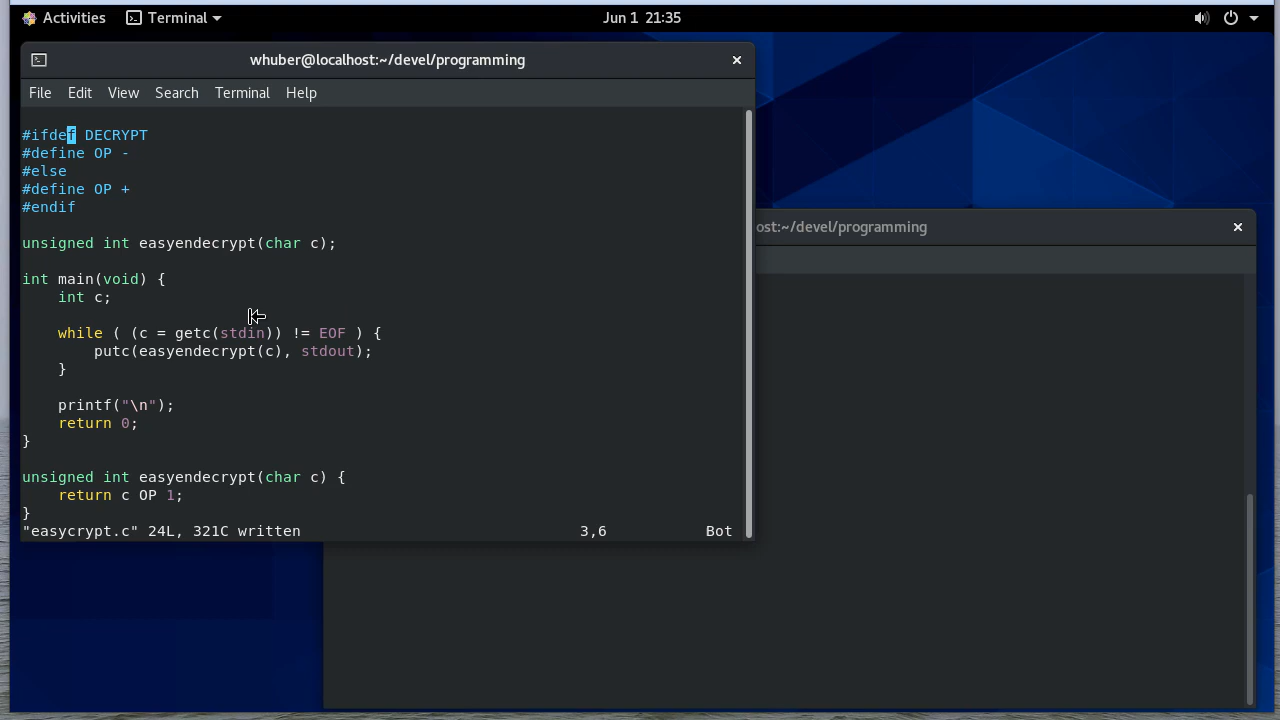 Activities
Terminal
Jun 1 21:35
whuber@localhost:~/devel/programming
File Edit View Search Terminal Help
#ifdef DECRYPT
#define OP -
#else
#define OP +
#endif
unsigned int easyendecrypt(char c);
int main(void) {
    int c;
    while ( (c = getc(stdin)) != EOF ) {
        putc(easyendecrypt(c), stdout);
    }
    printf("\n");
    return 0;
}
unsigned int easyendecrypt(char c) {
    return c OP 1;
}
"easycrypt.c" 24L, 321C written 3,6 Bot
ost:~/devel/programming